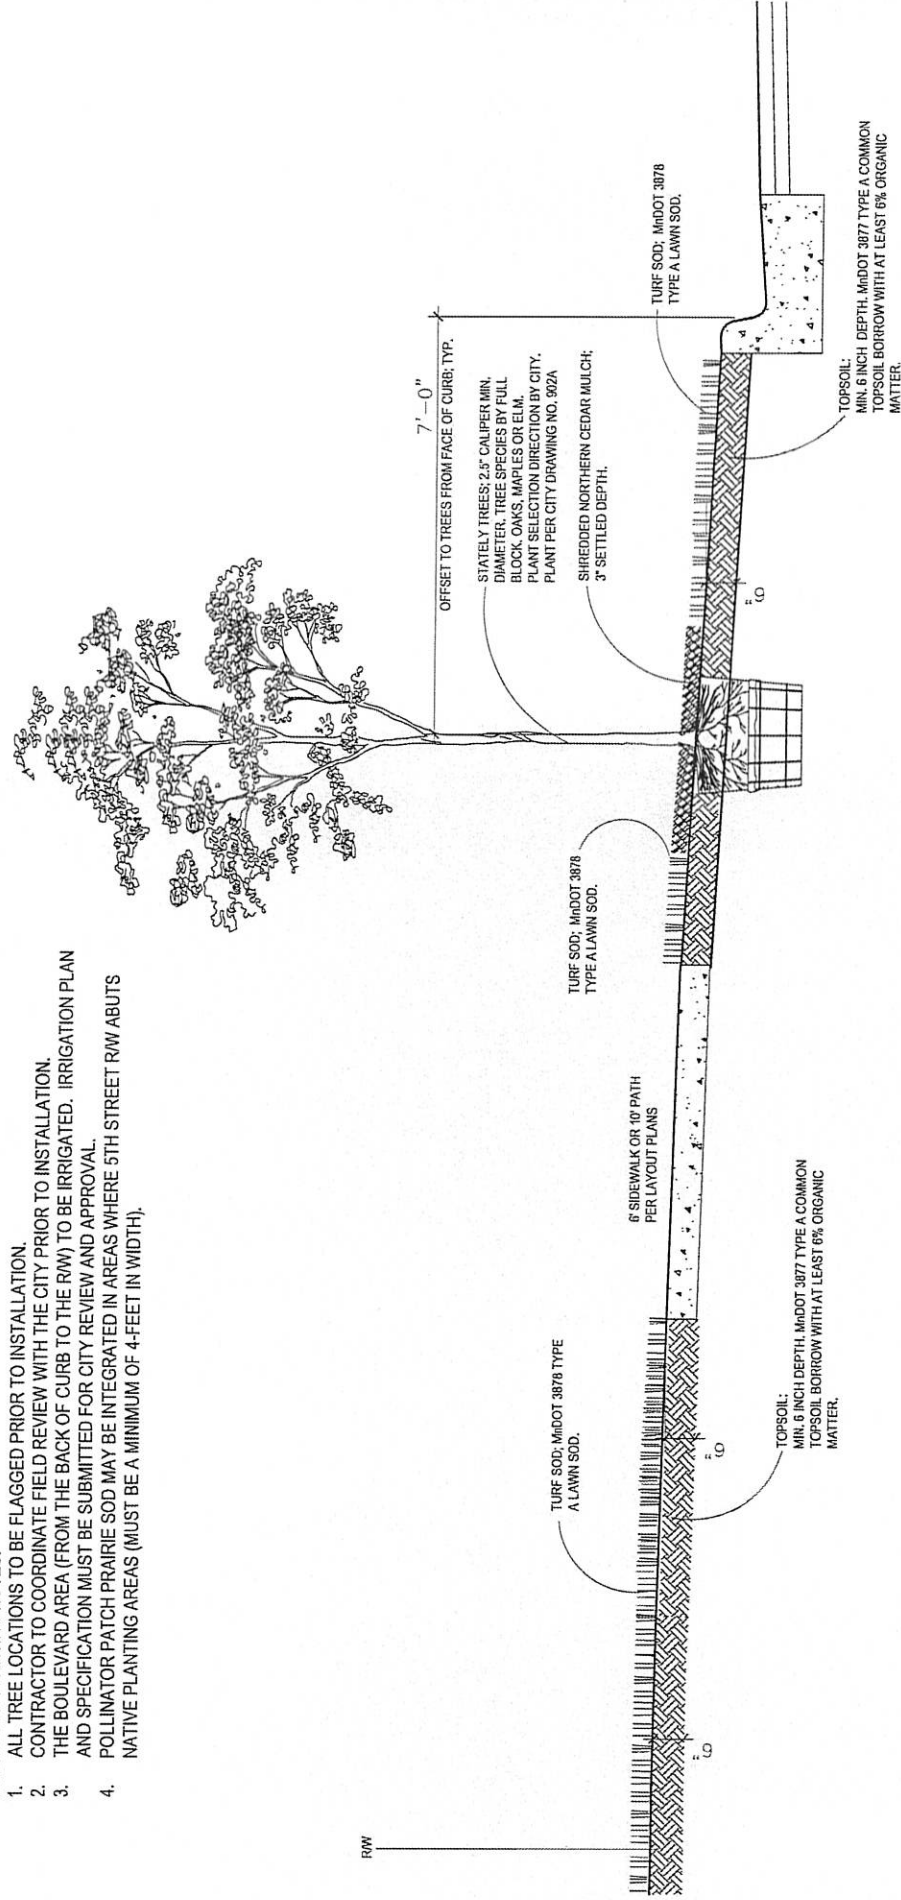 1. ALL TREE LOCATIONS TO BE FLAGGED PRIOR TO INSTALLATION.
2. CONTRACTOR TO COORDINATE FIELD REVIEW WITH THE CITY PRIOR TO INSTALLATION.
3. THE BOULEVARD AREA (FROM THE BACK OF CURB TO THE R/W) TO BE IRRIGATED. IRRIGATION PLAN
AND SPECIFICATION MUST BE SUBMITTED FOR CITY REVIEW AND APPROVAL.
4. POLLINATOR PATCH PRAIRIE SOD MAY BE INTEGRATED IN AREAS WHERE 5TH STREET R/W ABUTS
NATIVE PLANTING AREAS (MUST BE A MINIMUM OF 4-FEET IN WIDTH).
R/W
TURF SOD; MnDOT 3878 TYPE
A LAWN SOD.
6"
6"
TOPSOIL:
MIN. 6 INCH DEPTH. MnDOT 3877 TYPE A COMMON
TOPSOIL BORROW WITH AT LEAST 6% ORGANIC
MATTER.
6' SIDEWALK OR 10' PATH
PER LAYOUT PLANS
TURF SOD; MnDOT 3878
TYPE A LAWN SOD.
7'-0"
OFFSET TO TREES FROM FACE OF CURB; TYP.
STATELY TREES; 2.5" CALIPER MIN.
DIAMETER. TREE SPECIES BY FULL
BLOCK. OAKS, MAPLES OR ELM.
PLANT SELECTION DIRECTION BY CITY.
PLANT PER CITY DRAWING NO. 902A
SHREDDED NORTHERN CEDAR MULCH;
3" SETTLED DEPTH.
6"
TURF SOD; MnDOT 3878
TYPE A LAWN SOD.
TOPSOIL:
MIN. 6 INCH DEPTH. MnDOT 3877 TYPE A COMMON
TOPSOIL BORROW WITH AT LEAST 6% ORGANIC
MATTER.